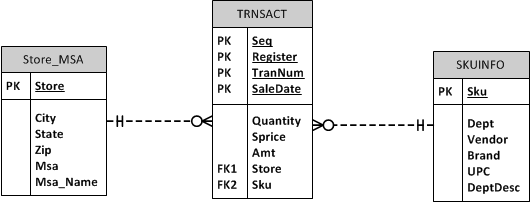 Store_MSA
PK Store
City
State
Zip
Msa
Msa_Name
TRNSACT
PK Seq
PK Register
PK TranNum
PK SaleDate
Quantity
Sprice
Amt
FK1 Store
FK2 Sku
SKUINFO
PK Sku
Dept
Vendor
Brand
UPC
DeptDesc